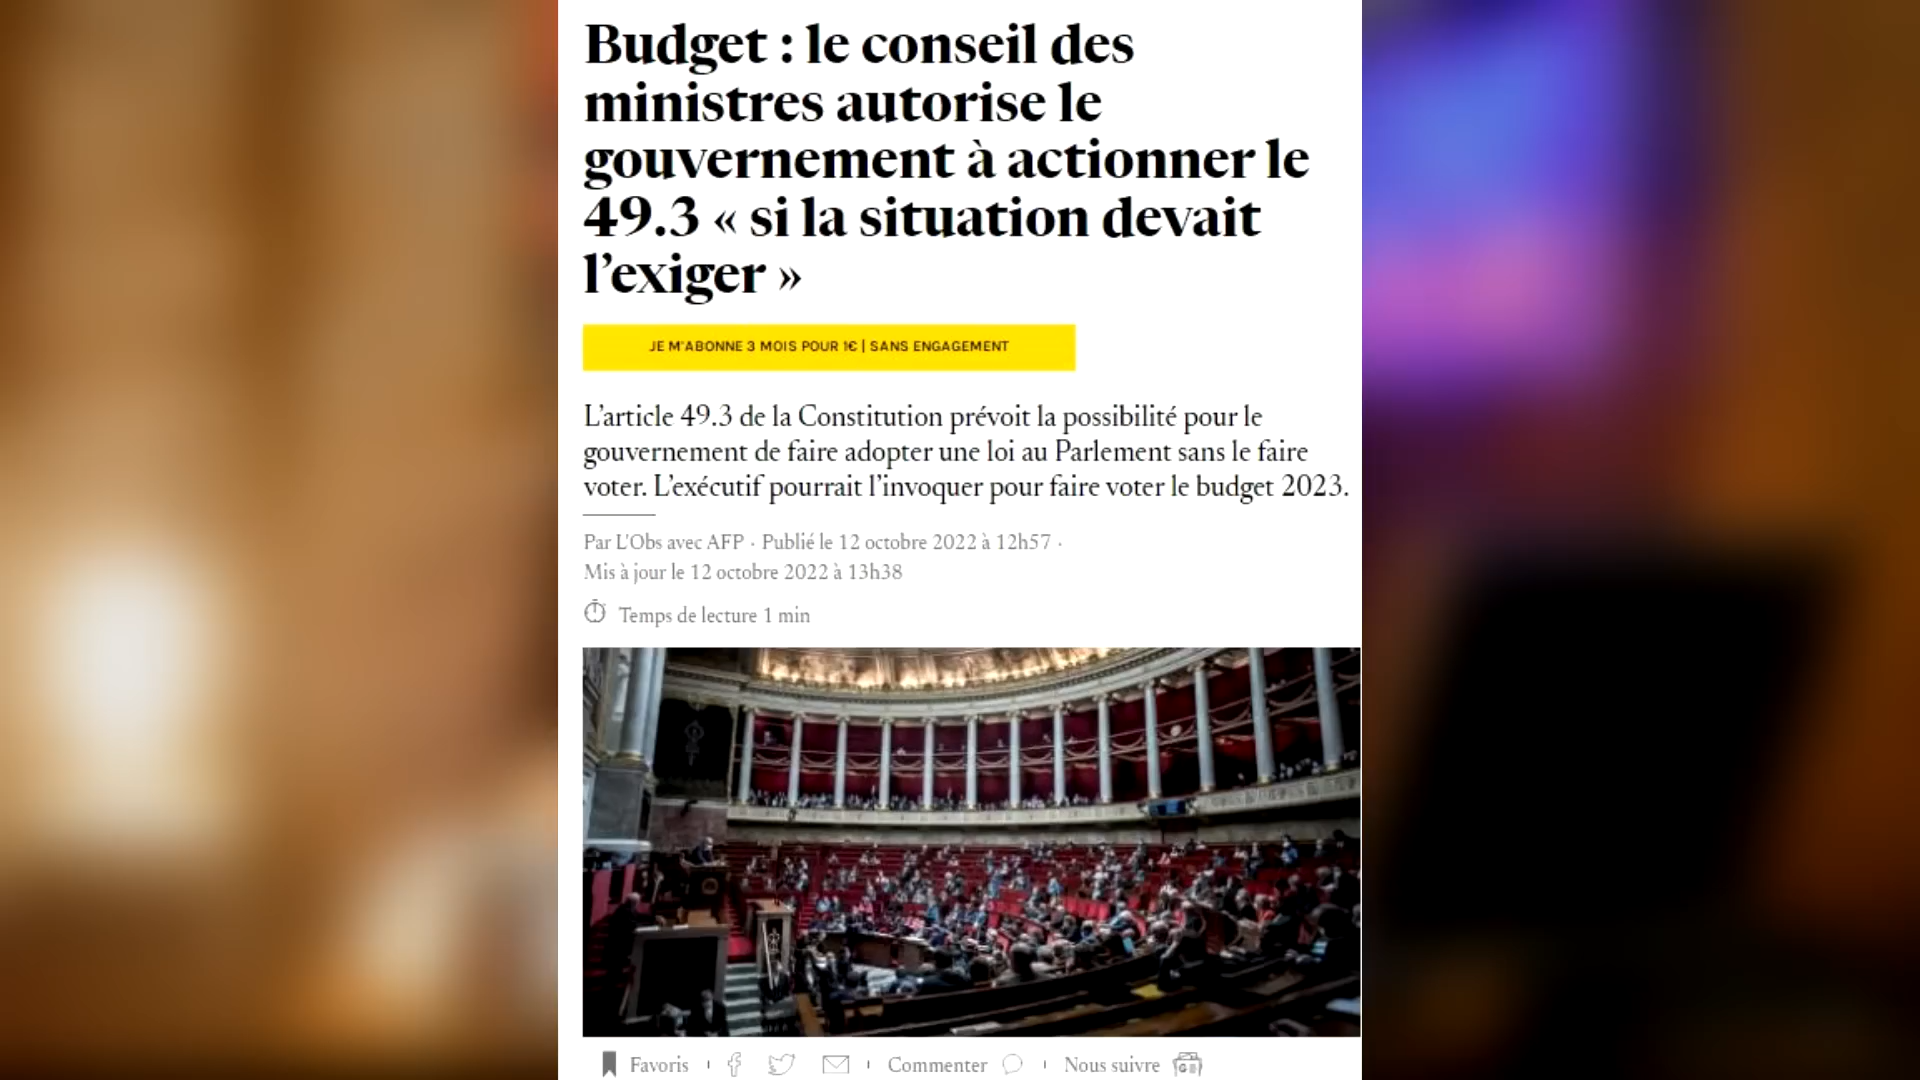 Budget : le conseil des
ministres autorise le
gouvernement à actionner le
49.3 « si la situation devait
l’exiger »
JE M'ABONNE 3 MOIS POUR 1€ | SANS ENGAGEMENT
L’article 49.3 de la Constitution prévoit la possibilité pour le
gouvernement de faire adopter une loi au Parlement sans le faire
voter. L’exécutif pourrait l’invoquer pour faire voter le budget 2023.
Par L'Obs avec AFP · Publié le 12 octobre 2022 à 12h57 ·
Mis à jour le 12 octobre 2022 à 13h38
Temps de lecture 1 min
Favoris Commenter Nous suivre